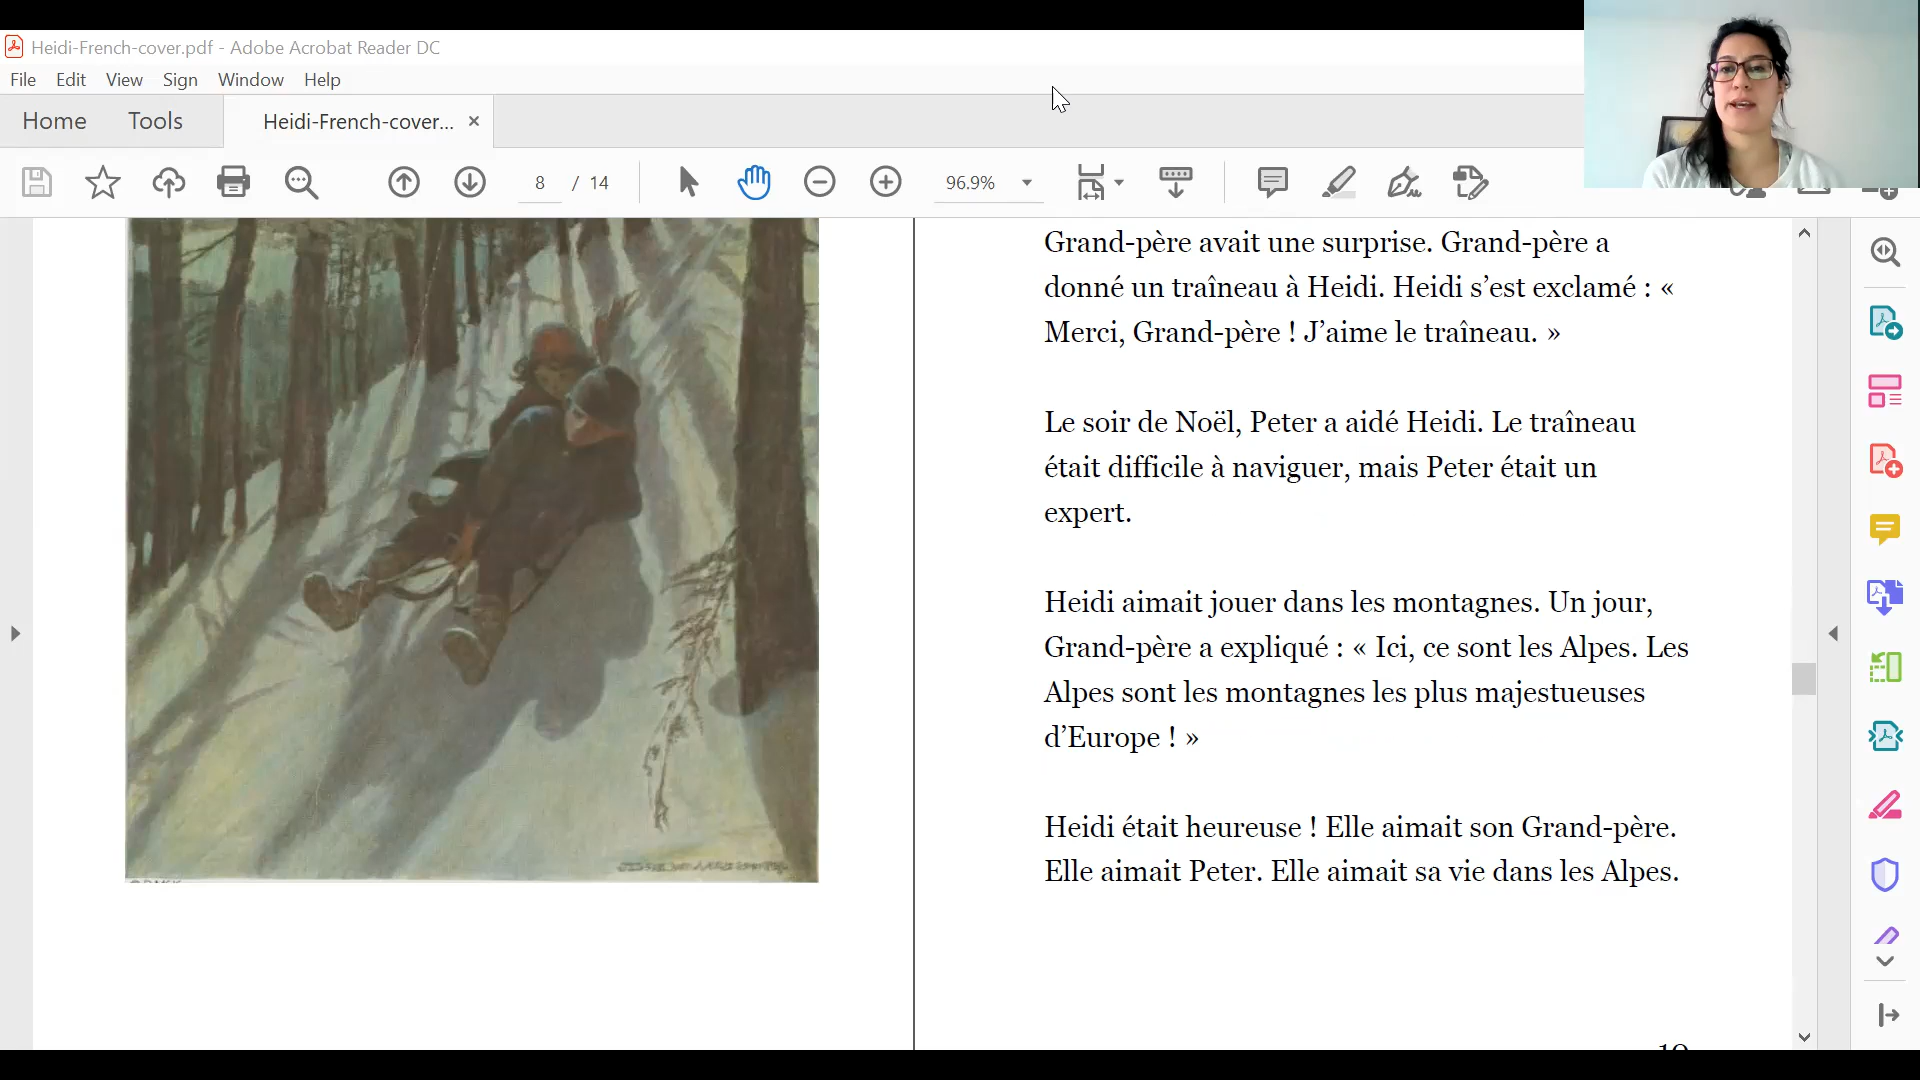 Heidi-French-cover.pdf - Adobe Acrobat Reader DC
File Edit View Sign Window Help
Home Tools Heidi-French-cover... ×
8 / 14 96.9%
Grand-père avait une surprise. Grand-père a
donné un traîneau à Heidi. Heidi s’est exclamé : «
Merci, Grand-père ! J’aime le traîneau. »
Le soir de Noël, Peter a aidé Heidi. Le traîneau
était difficile à naviguer, mais Peter était un
expert.
Heidi aimait jouer dans les montagnes. Un jour,
Grand-père a expliqué : « Ici, ce sont les Alpes. Les
Alpes sont les montagnes les plus majestueuses
d’Europe ! »
Heidi était heureuse ! Elle aimait son Grand-père.
Elle aimait Peter. Elle aimait sa vie dans les Alpes.